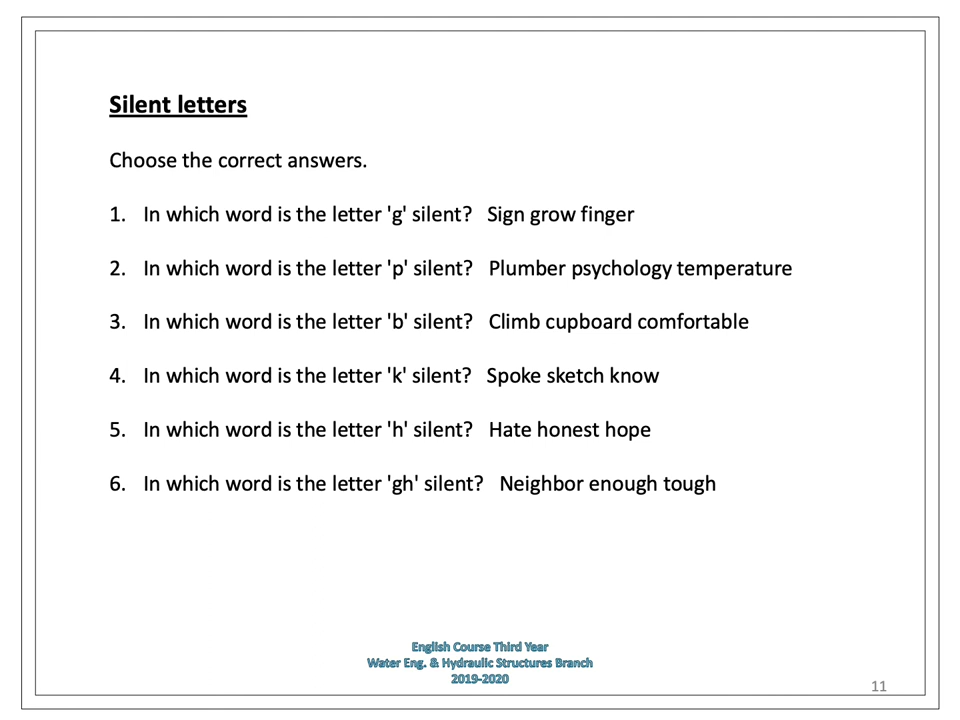 Silent letters
Choose the correct answers.
1. In which word is the letter 'g' silent? Sign grow finger
2. In which word is the letter 'p' silent? Plumber psychology temperature
3. In which word is the letter 'b' silent? Climb cupboard comfortable
4. In which word is the letter 'k' silent? Spoke sketch know
5. In which word is the letter 'h' silent? Hate honest hope
6. In which word is the letter 'gh' silent? Neighbor enough tough
English Course Third Year
Water Eng. & Hydraulic Structures Branch
2019-2020
11